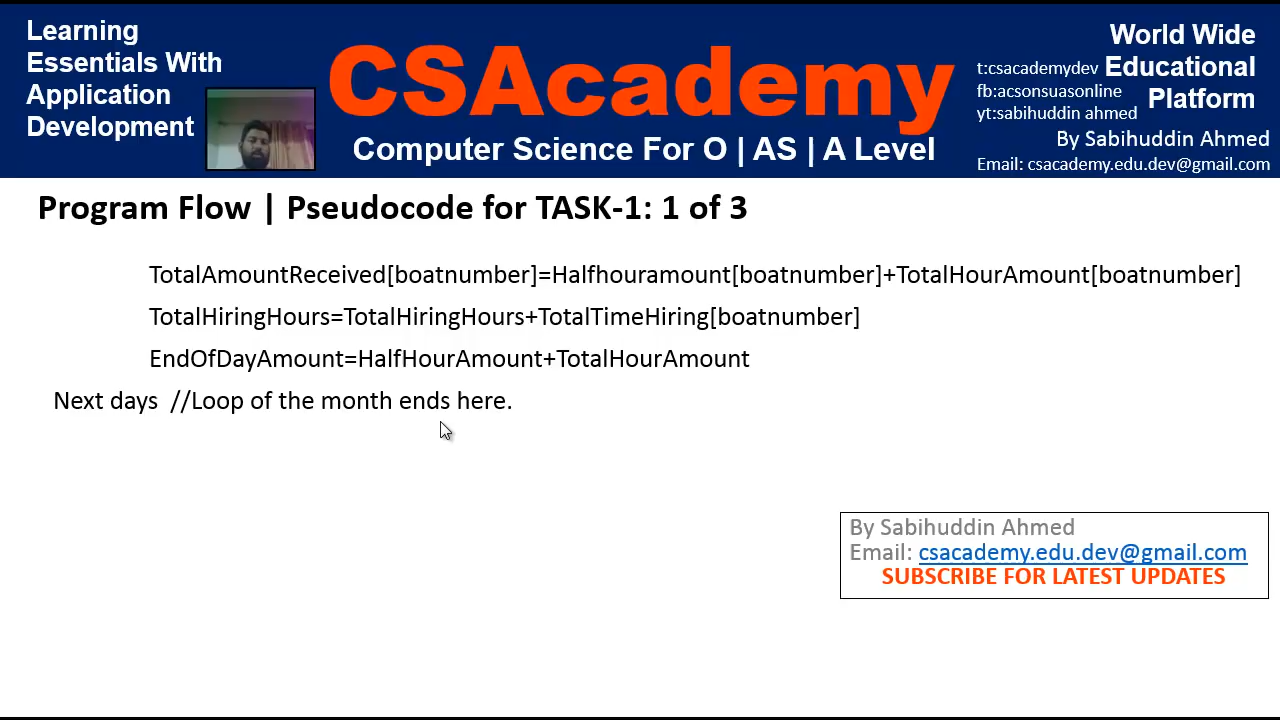 Learning
Essentials With
Application
Development
CSAcademy
Computer Science For O | AS | A Level
World Wide
t:csacademydev Educational
fb:acsonsuasonline
Platform
yt:sabihuddin ahmed
By Sabihuddin Ahmed
Email: csacademy.edu.dev@gmail.com
Program Flow | Pseudocode for TASK-1: 1 of 3
TotalAmountReceived[boatnumber]=Halfhouramount[boatnumber]+TotalHourAmount[boatnumber]
TotalHiringHours=TotalHiringHours+TotalTimeHiring[boatnumber]
EndOfDayAmount=HalfHourAmount+TotalHourAmount
Next days //Loop of the month ends here.
By Sabihuddin Ahmed
Email: csacademy.edu.dev@gmail.com
SUBSCRIBE FOR LATEST UPDATES